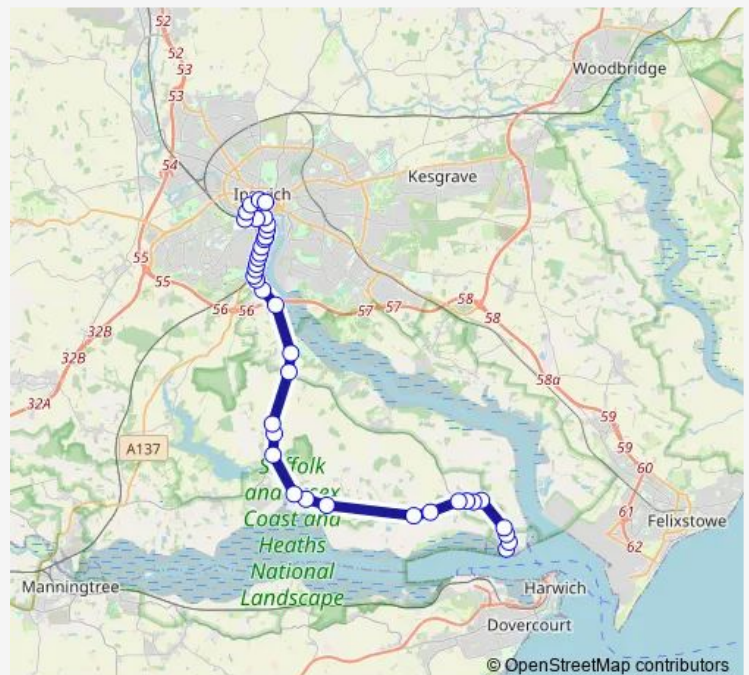 52
52
53
53
Woodbridge
54
Kesgrave
Ipswich
55
55
56
56
57
57
58
58
32B
32B
32A
58a
59
59
60
61
62
A137
Suffolk
and Essex
Coast and
Heaths
National
Landscape
Felixstowe
Manningtree
Harwich
Dovercourt
© OpenStreetMap contributors